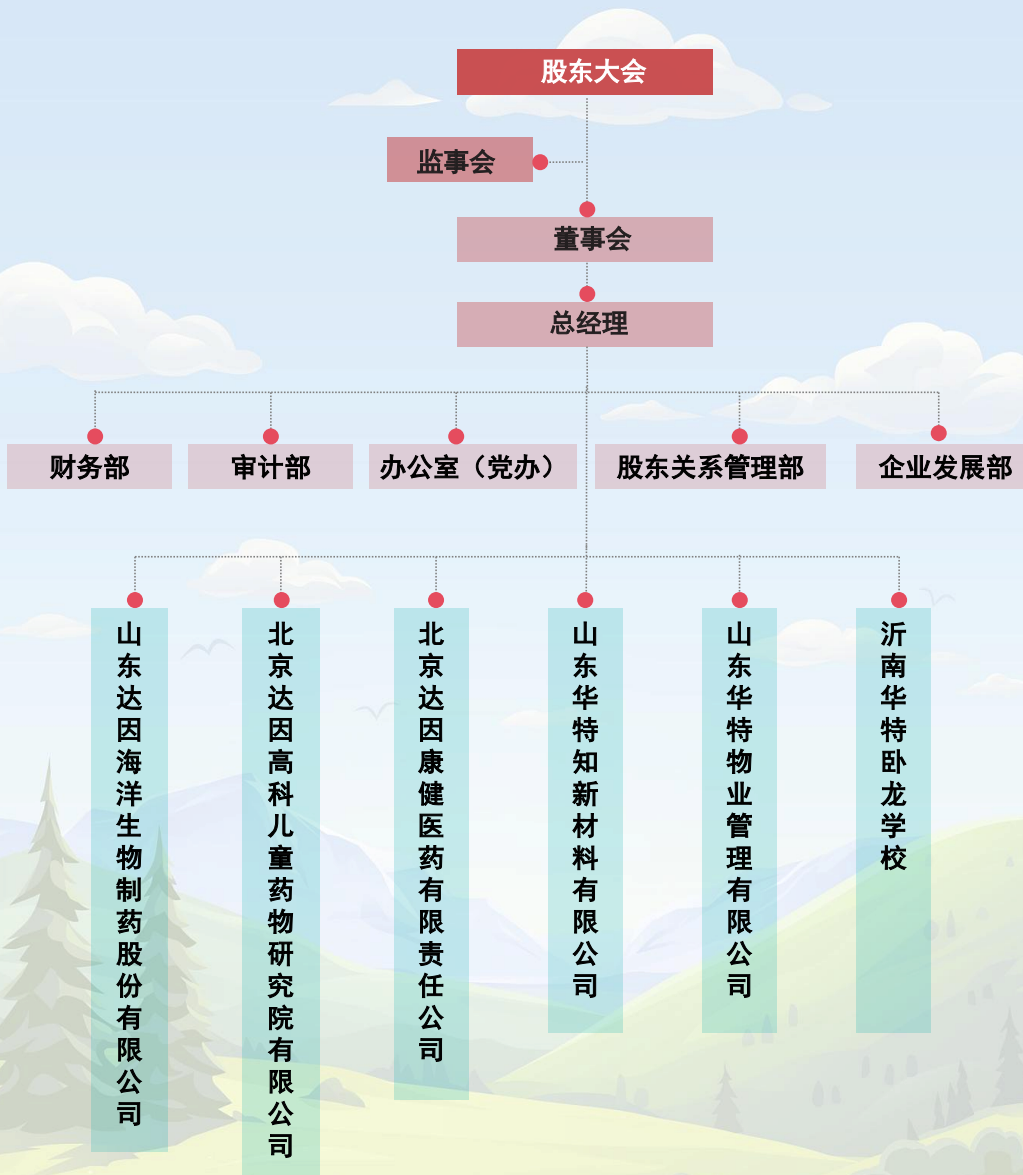 股东大会
监事会
董事会
总经理
财务部
审计部
办公室（党办）
股东关系管理部
企业发展部
山东达因海洋生物制药股份有限公司
北京达因高科儿童药物研究院有限公司
北京达因康健医药有限责任公司
山东华特知新材料有限公司
山东华特物业管理有限公司
沂南华特卧龙学校